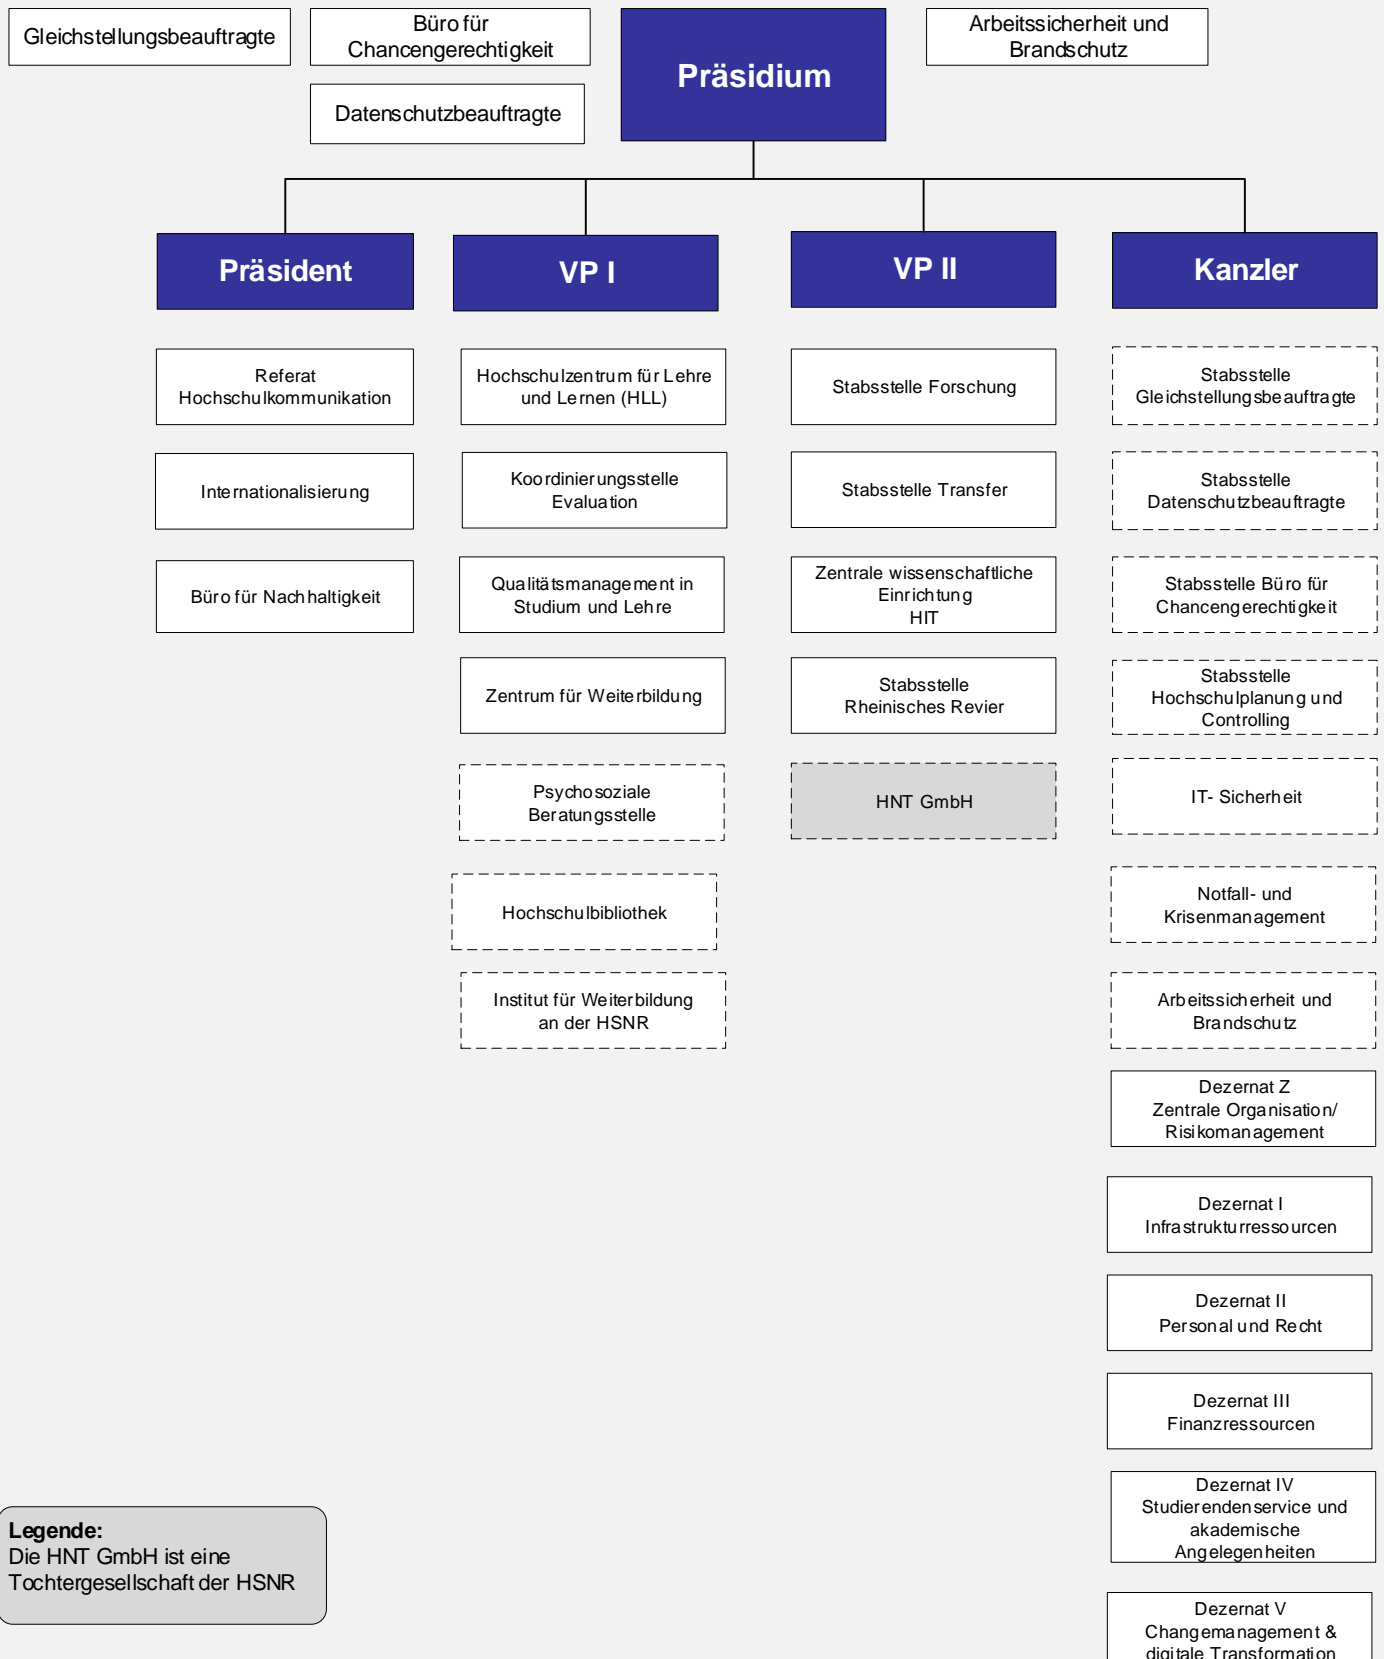 Gleichstellungsbeauftragte
Büro für
Chancengerechtigkeit
Datenschutzbeauftragte
Präsidium
Arbeitssicherheit und
Brandschutz
Präsident
VP I
VP II
Kanzler
Referat
Hochschulkommunikation
Internationalisierung
Büro für Nachhaltigkeit
Hochschulzentrum für Lehre
und Lernen (HLL)
Koordinierungsstelle
Evaluation
Qualitätsmanagement in
Studium und Lehre
Zentrum für Weiterbildung
Psychosoziale
Beratungsstelle
Hochschulbibliothek
Institut für Weiterbildung
an der HSNR
Stabsstelle Forschung
Stabsstelle Transfer
Zentrale wissenschaftliche
Einrichtung
HIT
Stabsstelle
Rheinisches Revier
HNT GmbH
Stabsstelle
Gleichstellungsbeauftragte
Stabsstelle
Datenschutzbeauftragte
Stabsstelle Büro für
Chancengerechtigkeit
Stabsstelle
Hochschulplanung und
Controlling
IT- Sicherheit
Notfall- und
Krisenmanagement
Arbeitssicherheit und
Brandschutz
Dezernat Z
Zentrale Organisation/
Risikomanagement
Dezernat I
Infrastrukturressourcen
Dezernat II
Personal und Recht
Dezernat III
Finanzressourcen
Dezernat IV
Studierendenservice und
akademische
Angelegenheiten
Dezernat V
Changemanagement &
digitale Transformation
Legende:
Die HNT GmbH ist eine
Tochtergesellschaft der HSNR